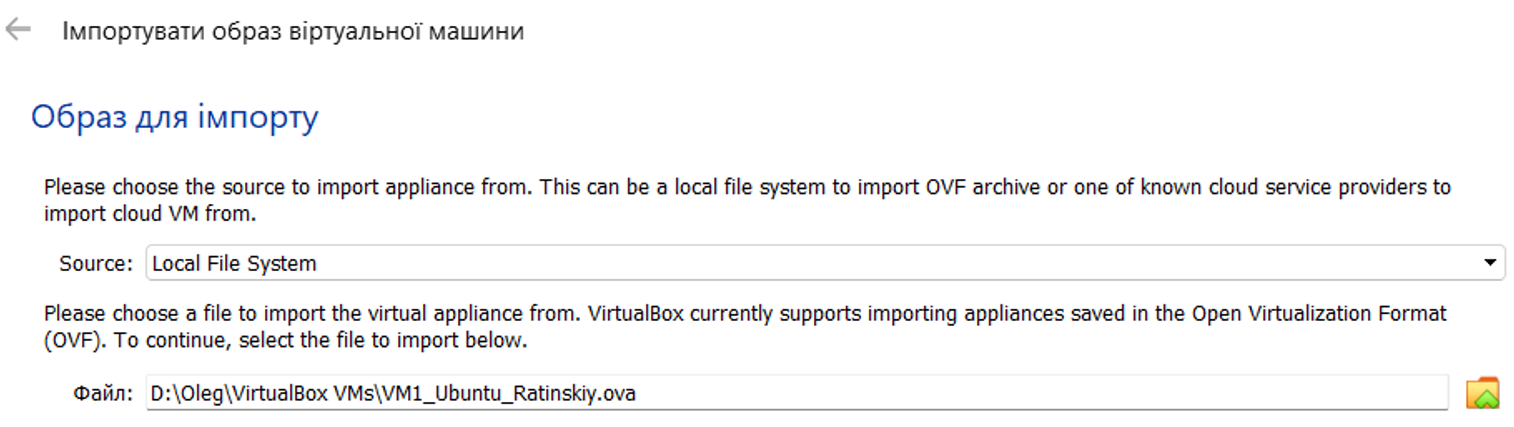 Імпортувати образ віртуальної машини
Образ для імпорту
Please choose the source to import appliance from. This can be a local file system to import OVF archive or one of known cloud service providers to
import cloud VM from.
Source: Local File System
Please choose a file to import the virtual appliance from. VirtualBox currently supports importing appliances saved in the Open Virtualization Format
(OVF). To continue, select the file to import below.
Файл: D:\Oleg\VirtualBox VMs\VM1_Ubuntu_Ratinskiy.ova